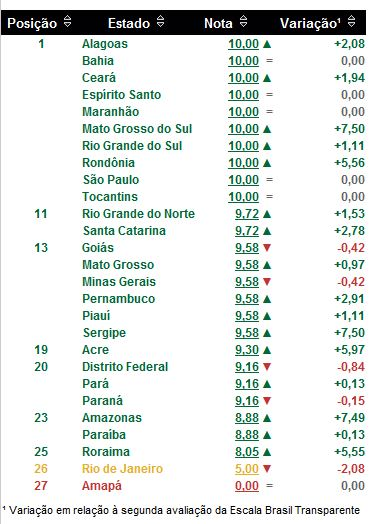 Posição Estado Nota Variação¹
1 Alagoas 10,00 ▲ +2,08
Bahia 10,00 = 0,00
Ceará 10,00 ▲ +1,94
Espírito Santo 10,00 = 0,00
Maranhão 10,00 = 0,00
Mato Grosso do Sul 10,00 ▲ +7,50
Rio Grande do Sul 10,00 ▲ +1,11
Rondônia 10,00 ▲ +5,56
São Paulo 10,00 = 0,00
Tocantins 10,00 = 0,00
11 Rio Grande do Norte 9,72 ▲ +1,53
Santa Catarina 9,72 ▲ +2,78
13 Goiás 9,58 ▼ -0,42
Mato Grosso 9,58 ▲ +0,97
Minas Gerais 9,58 ▼ -0,42
Pernambuco 9,58 ▲ +2,91
Piauí 9,58 ▲ +1,11
Sergipe 9,58 ▲ +7,50
19 Acre 9,30 ▲ +5,97
20 Distrito Federal 9,16 ▼ -0,84
Pará 9,16 ▲ +0,13
Paraná 9,16 ▼ -0,15
23 Amazonas 8,88 ▲ +7,49
Paraíba 8,88 ▲ +0,13
25 Roraima 8,05 ▲ +5,55
26 Rio de Janeiro 5,00 ▼ -2,08
27 Amapá 0,00 = 0,00
¹ Variação em relação à segunda avaliação da Escala Brasil Transparente